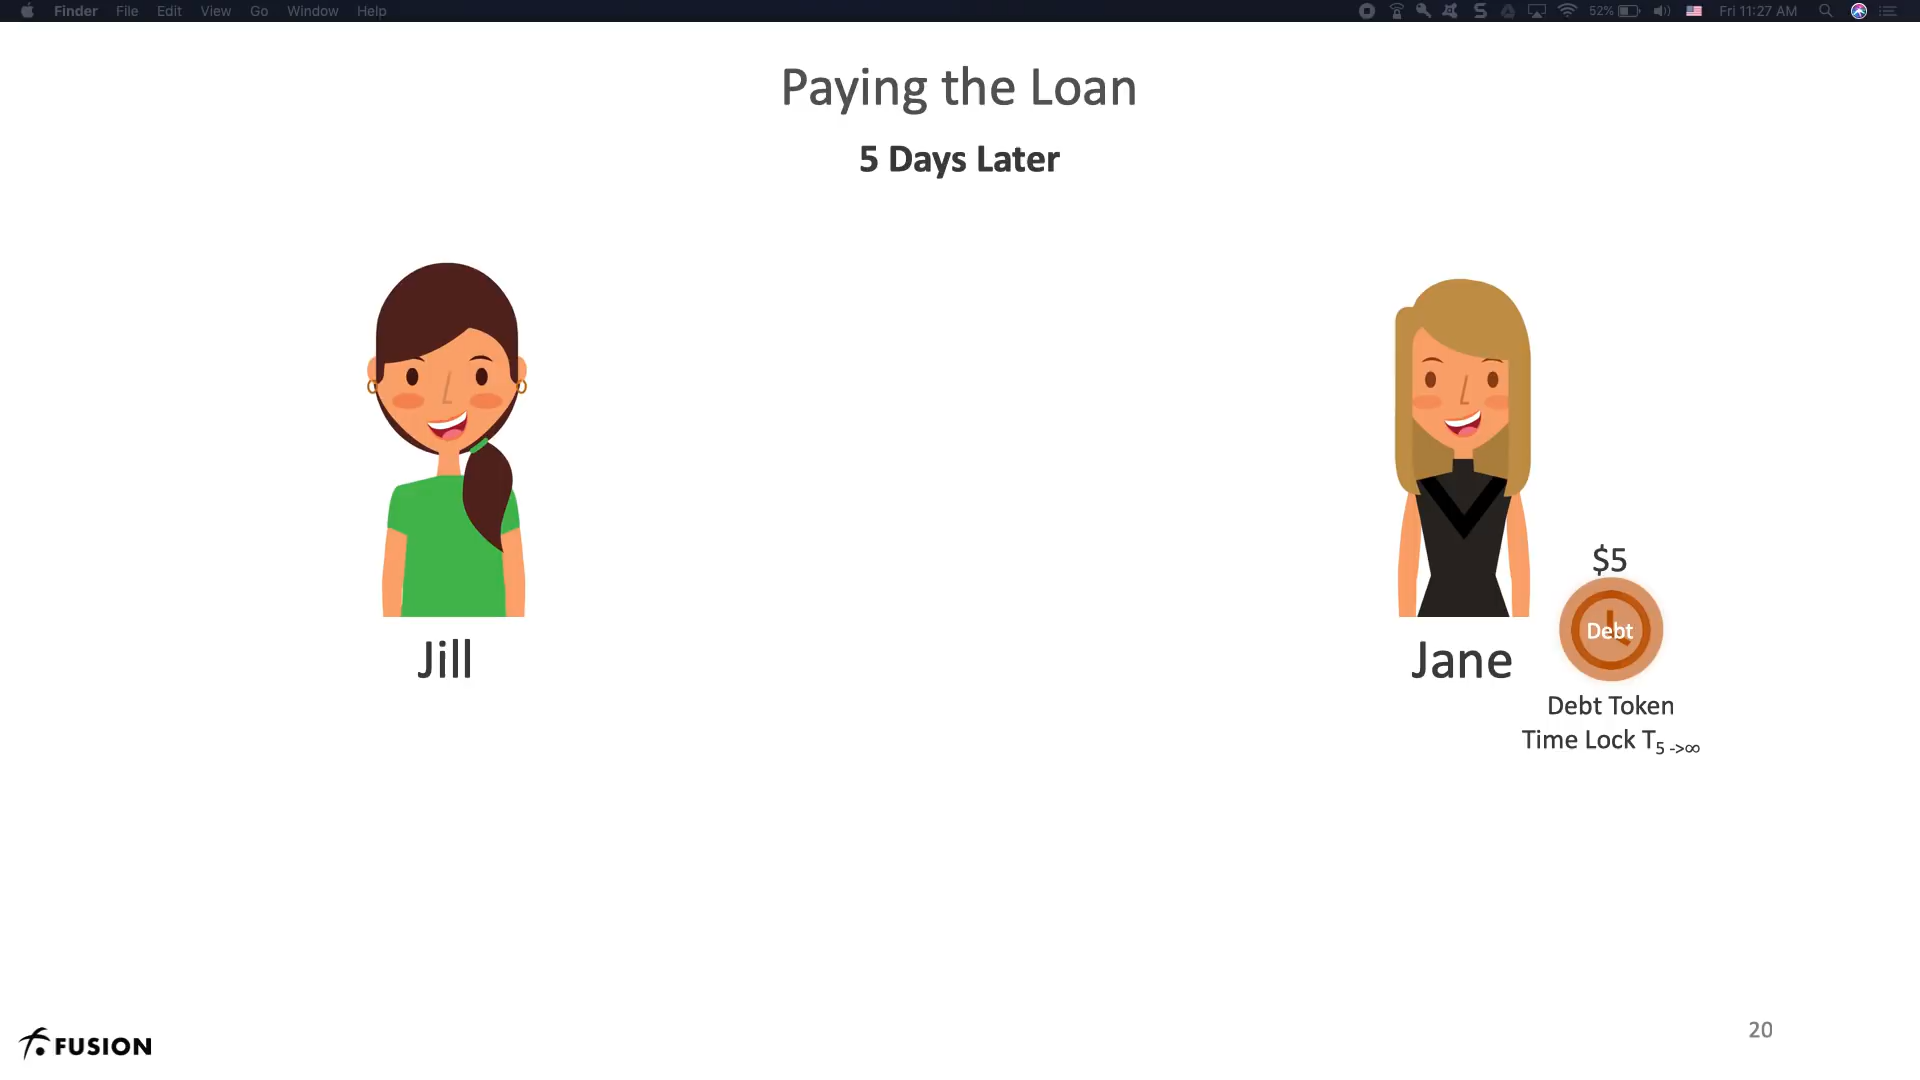 Finder File Edit View Go Window Help 52% Fri 11:27 AM
Paying the Loan
5 Days Later
$5
Debt
Jill
Jane
Debt Token
Time Lock T5 ->∞
FUSION
20